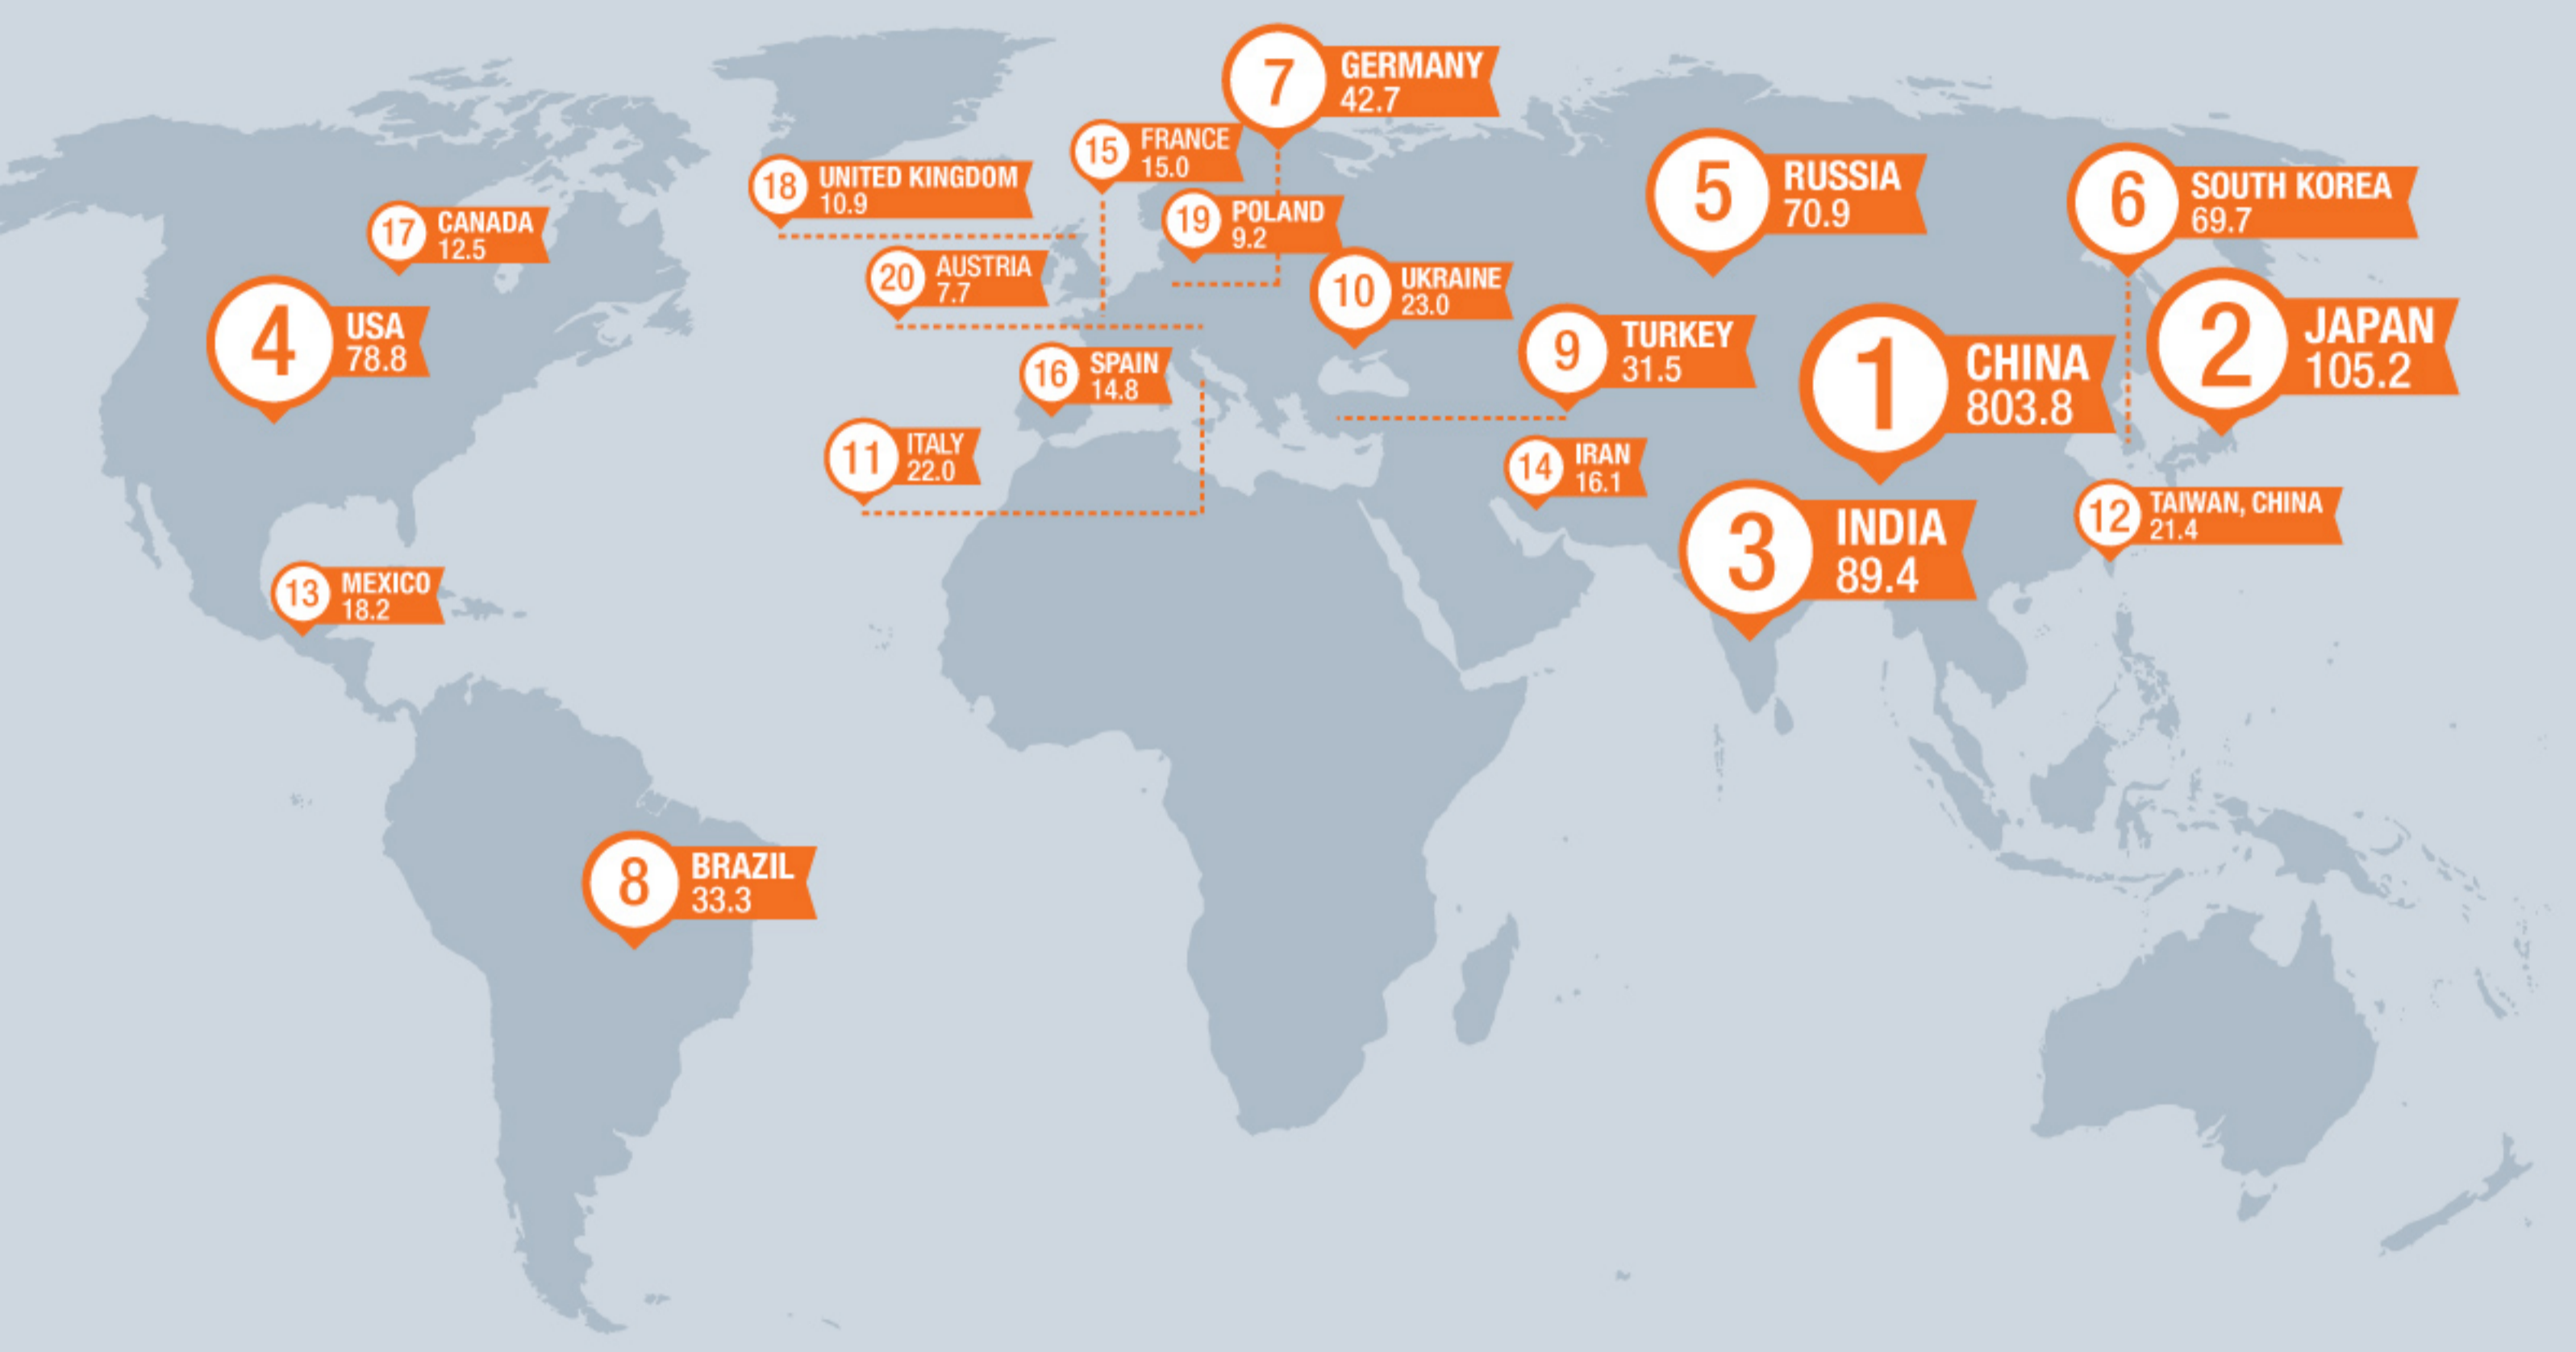 7
GERMANY
42.7
15
FRANCE
15.0
18
UNITED KINGDOM
10.9
5
RUSSIA
70.9
6
SOUTH KOREA
69.7
17
CANADA
12.5
19
POLAND
9.2
20
AUSTRIA
7.7
10
UKRAINE
23.0
4
USA
78.8
9
TURKEY
31.5
1
CHINA
803.8
2
JAPAN
105.2
16
SPAIN
14.8
11
ITALY
22.0
14
IRAN
16.1
12
TAIWAN, CHINA
21.4
3
INDIA
89.4
13
MEXICO
18.2
8
BRAZIL
33.3